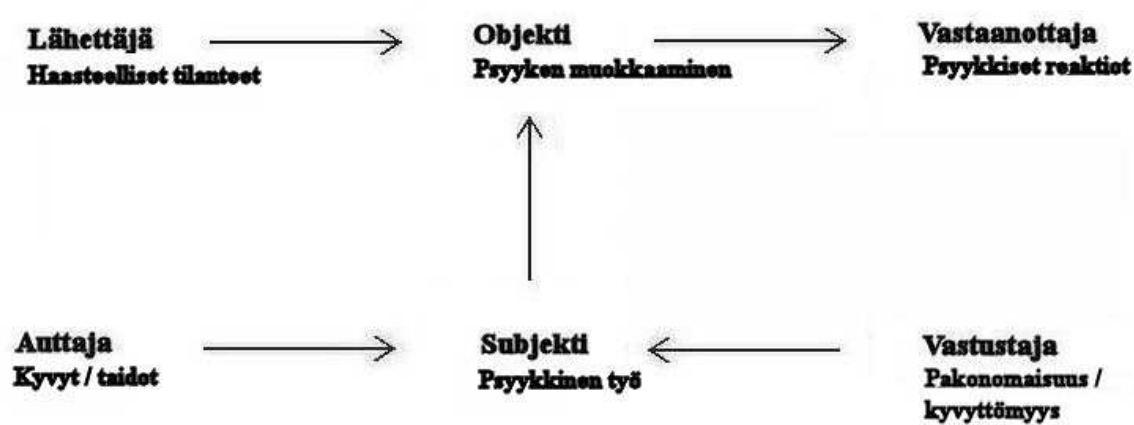 Lähettäjä
Haasteelliset tilanteet
Objekti
Psyyken muokkaaminen
Vastaanottaja
Psyykkiset reaktiot
Auttaja
Kyvyt / taidot
Subjekti
Psyykkinen työ
Vastustaja
Pakonomaisuus /
kyvyttömyys